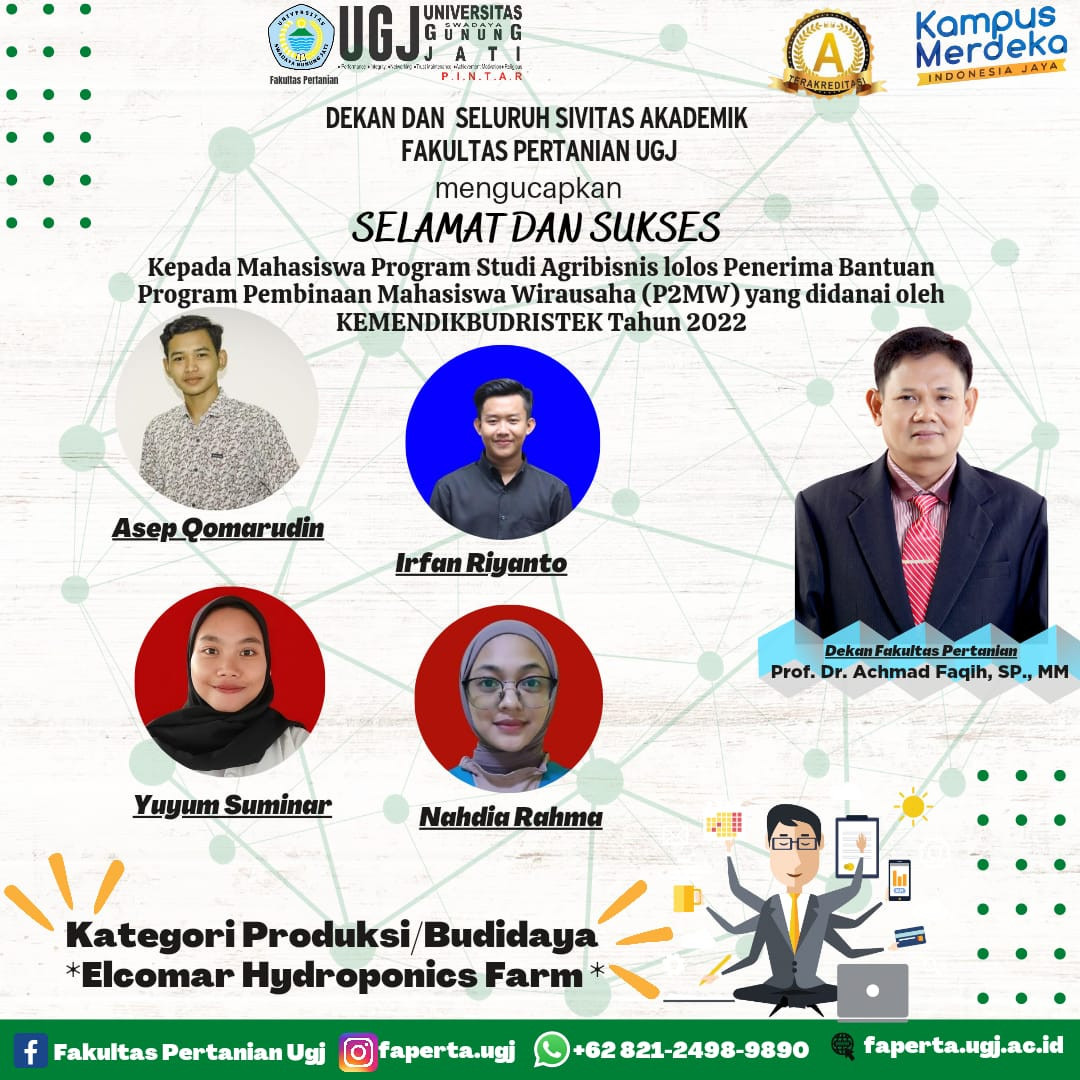 UNIVERSITAS
SWADAYA
UGJ GUNUNG
JATI
P.I.N.T.A.R
Fakultas Pertanian
A
TERAKREDITASI
Kampus
Merdeka
INDONESIA JAYA
DEKAN DAN SELURUH SIVITAS AKADEMIK
FAKULTAS PERTANIAN UGJ
mengucapkan
SELAMAT DAN SUKSES
Kepada Mahasiswa Program Studi Agribisnis lolos Penerima Bantuan
Program Pembinaan Mahasiswa Wirausaha (P2MW) yang didanai oleh
KEMENDIKBUDRISTEK Tahun 2022
Asep Qomarudin
Irfan Riyanto
Dekan Fakultas Pertanian
Prof. Dr. Achmad Faqih, SP., MM
Yuyum Suminar
Nahdia Rahma
Kategori Produksi/Budidaya
*Elcomar Hydroponics Farm *
Fakultas Pertanian Ugj faperta.ugj +62 821-2498-9890 faperta.ugj.ac.id